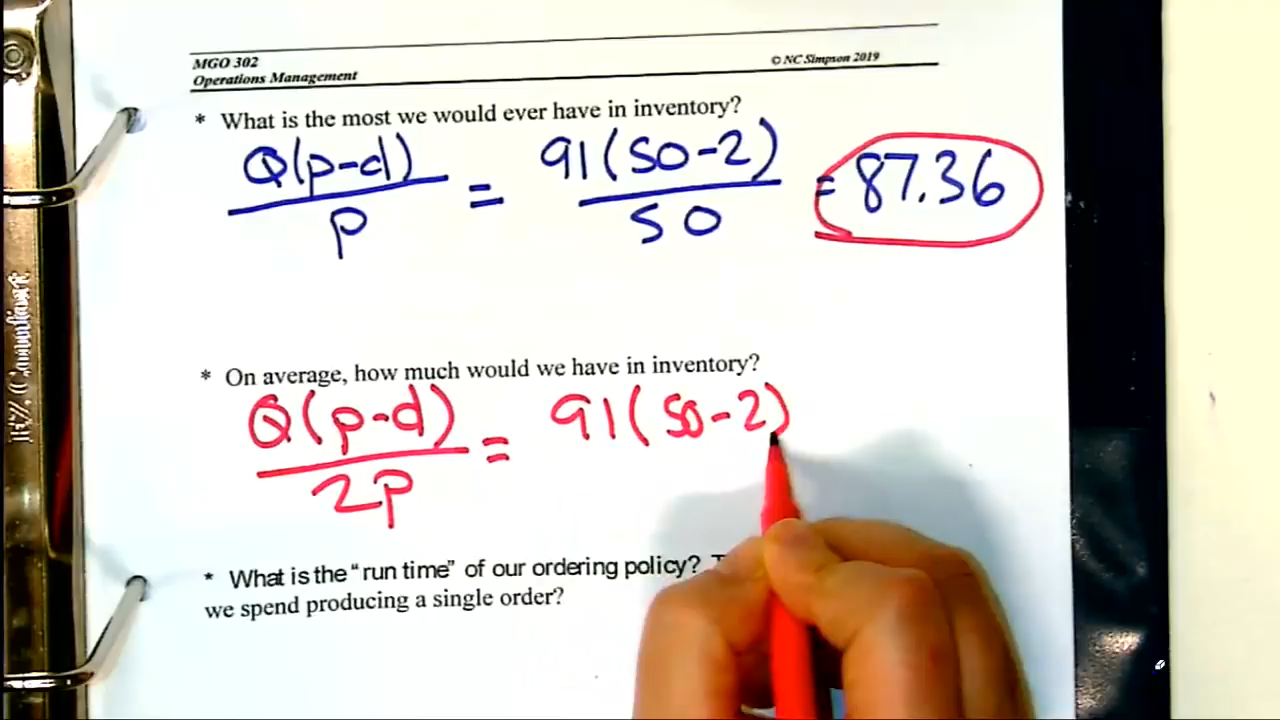 MGO 302
Operations Management
© NC Simpson 2019
* What is the most we would ever have in inventory?
Q(p-d)/p = 91(50-2)/50 = 87.36
* On average, how much would we have in inventory?
Q(p-d)/2p = 91(50-2)
* What is the "run time" of our ordering policy?
we spend producing a single order?